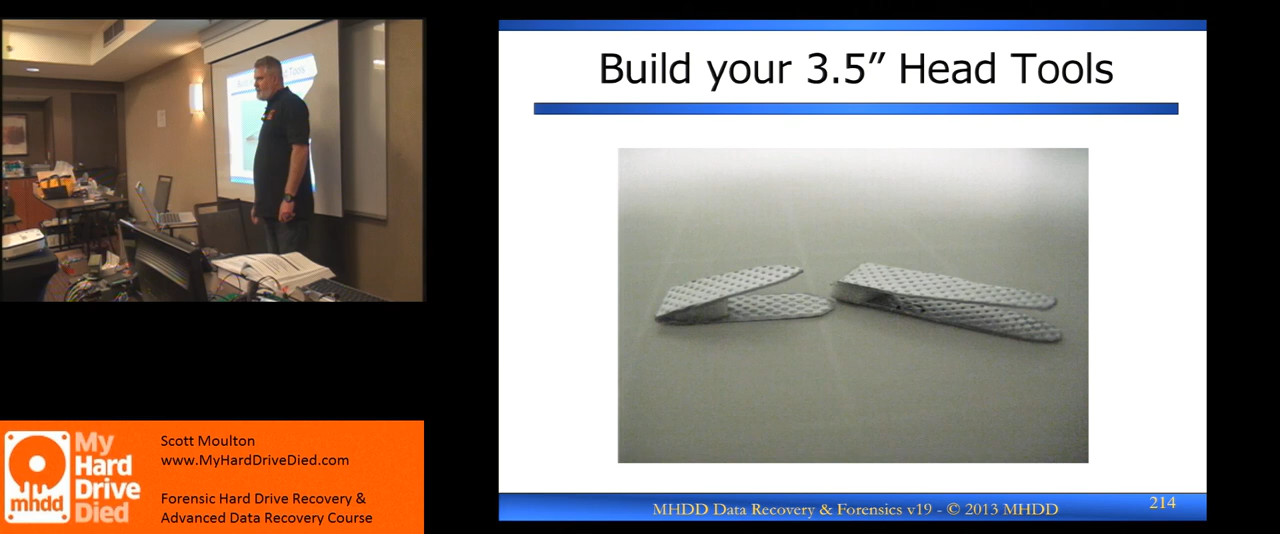 Build your 3.5” Head Tools
My
Hard
Drive
Died
mhdd
Scott Moulton
www.MyHardDriveDied.com
Forensic Hard Drive Recovery &
Advanced Data Recovery Course
MHDD Data Recovery & Forensics v19 - © 2013 MHDD
214